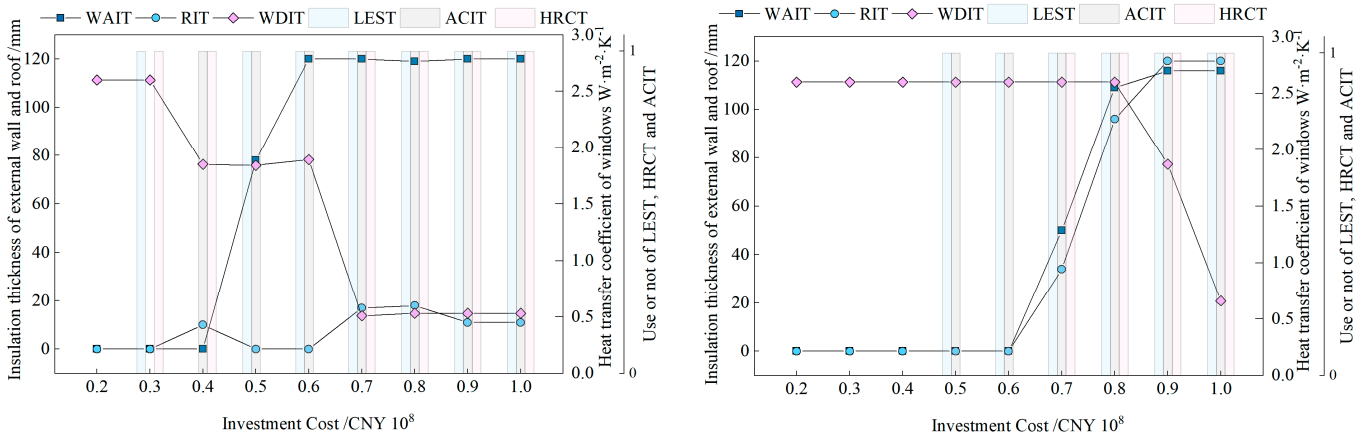 WAIT RIT WDIT LEST ACIT HRCT
Insulation thickness of external wall and roof /mm
120
100
80
60
40
20
0
0.2 0.3 0.4 0.5 0.6 0.7 0.8 0.9 1.0
Investment Cost /CNY 10⁸
3.0
2.5
2.0
1.5
1.0
0.5
0.0
Heat transfer coefficient of windows W·m⁻²·K⁻¹
1
0
Use or not of LEST, HRCT and ACIT
WAIT RIT WDIT LEST ACIT HRCT
Insulation thickness of external wall and roof /mm
120
100
80
60
40
20
0
0.2 0.3 0.4 0.5 0.6 0.7 0.8 0.9 1.0
Investment Cost /CNY 10⁸
3.0
2.5
2.0
1.5
1.0
0.5
0.0
Heat transfer coefficient of windows W·m⁻²·K⁻¹
1
0
Use or not of LEST, HRCT and ACIT